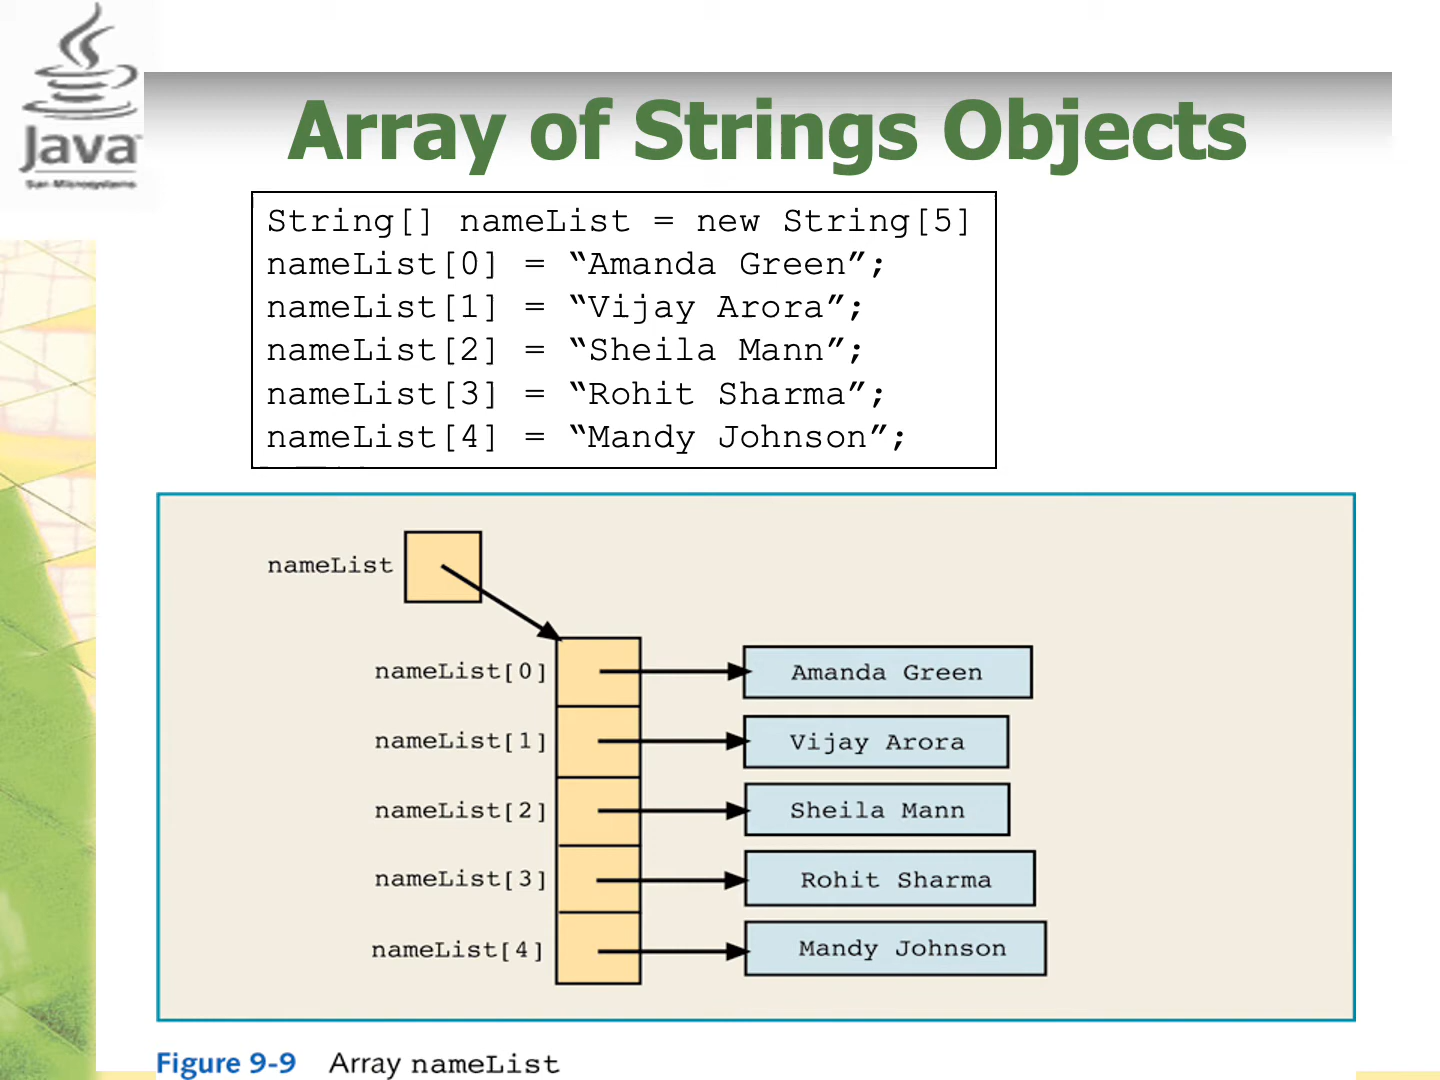 Java
Sun Microsystems
Array of Strings Objects
String[] nameList = new String[5]
nameList[0] = “Amanda Green”;
nameList[1] = “Vijay Arora”;
nameList[2] = “Sheila Mann”;
nameList[3] = “Rohit Sharma”;
nameList[4] = “Mandy Johnson”;
nameList
nameList[0] Amanda Green
nameList[1] Vijay Arora
nameList[2] Sheila Mann
nameList[3] Rohit Sharma
nameList[4] Mandy Johnson
Figure 9-9 Array nameList